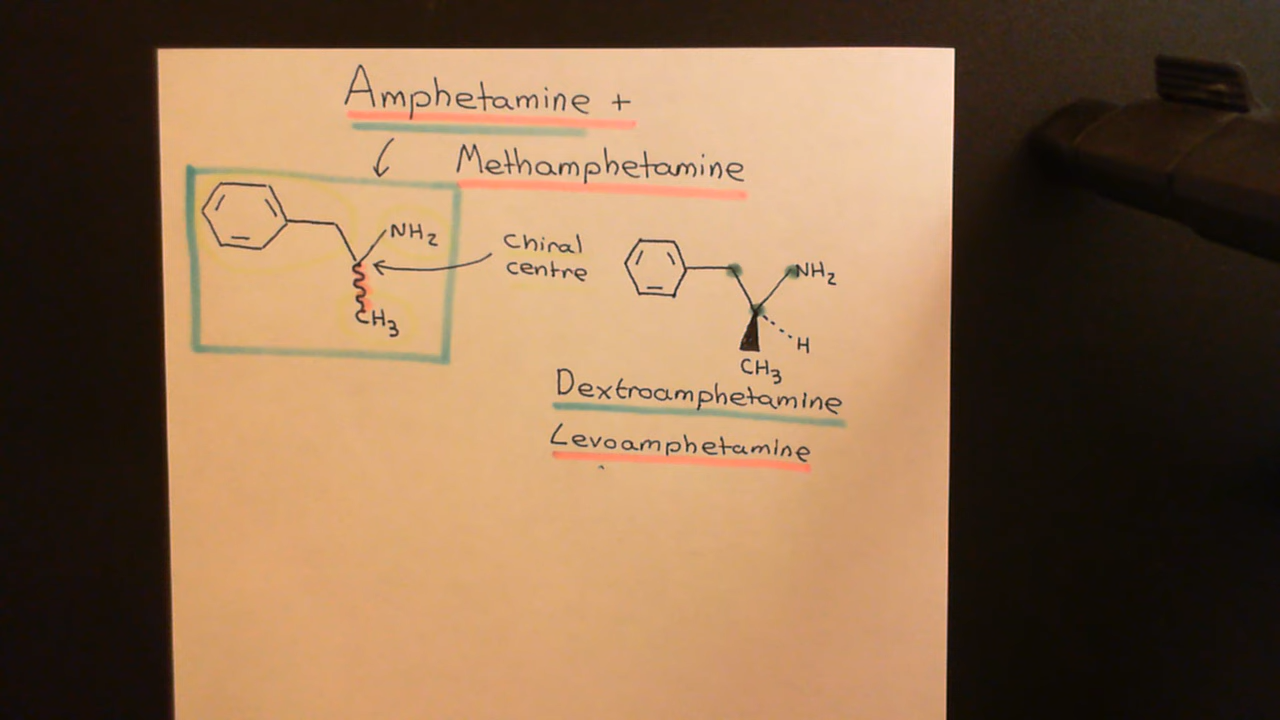 Amphetamine +
Methamphetamine
NH2
Chiral
centre
CH3
NH2
H
CH3
Dextroamphetamine
Levoamphetamine